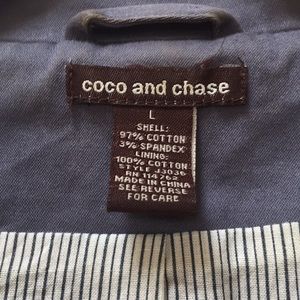 coco and chase
L
SHELL:
97% COTTON
3% SPANDEX
LINING:
100% COTTON
STYLE J3036
RN 114762
MADE IN CHINA
SEE REVERSE
FOR CARE